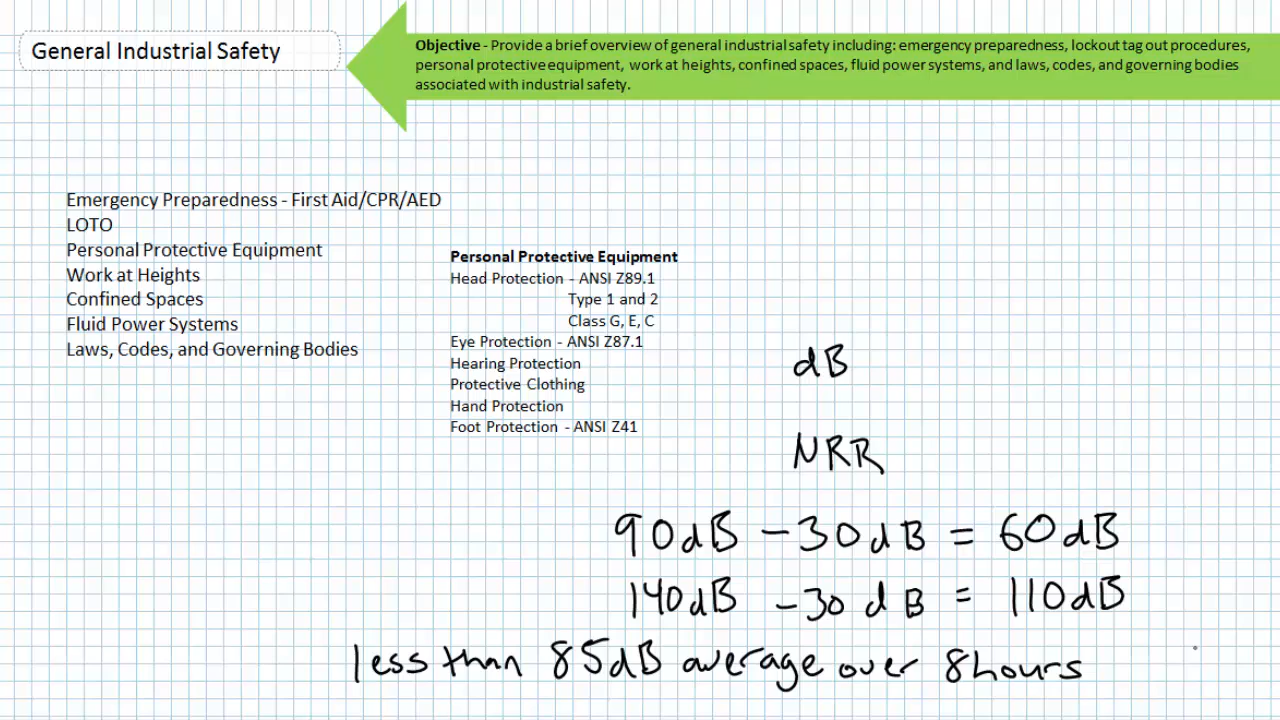 General Industrial Safety
Objective - Provide a brief overview of general industrial safety including: emergency preparedness, lockout tag out procedures,
personal protective equipment, work at heights, confined spaces, fluid power systems, and laws, codes, and governing bodies
associated with industrial safety.
Emergency Preparedness - First Aid/CPR/AED
LOTO
Personal Protective Equipment
Work at Heights
Confined Spaces
Fluid Power Systems
Laws, Codes, and Governing Bodies
Personal Protective Equipment
Head Protection - ANSI Z89.1
Type 1 and 2
Class G, E, C
Eye Protection - ANSI Z87.1
Hearing Protection
Protective Clothing
Hand Protection
Foot Protection - ANSI Z41
dB
NRR
90dB - 30dB = 60dB
140dB - 30dB = 110dB
less than 85dB average over 8hours